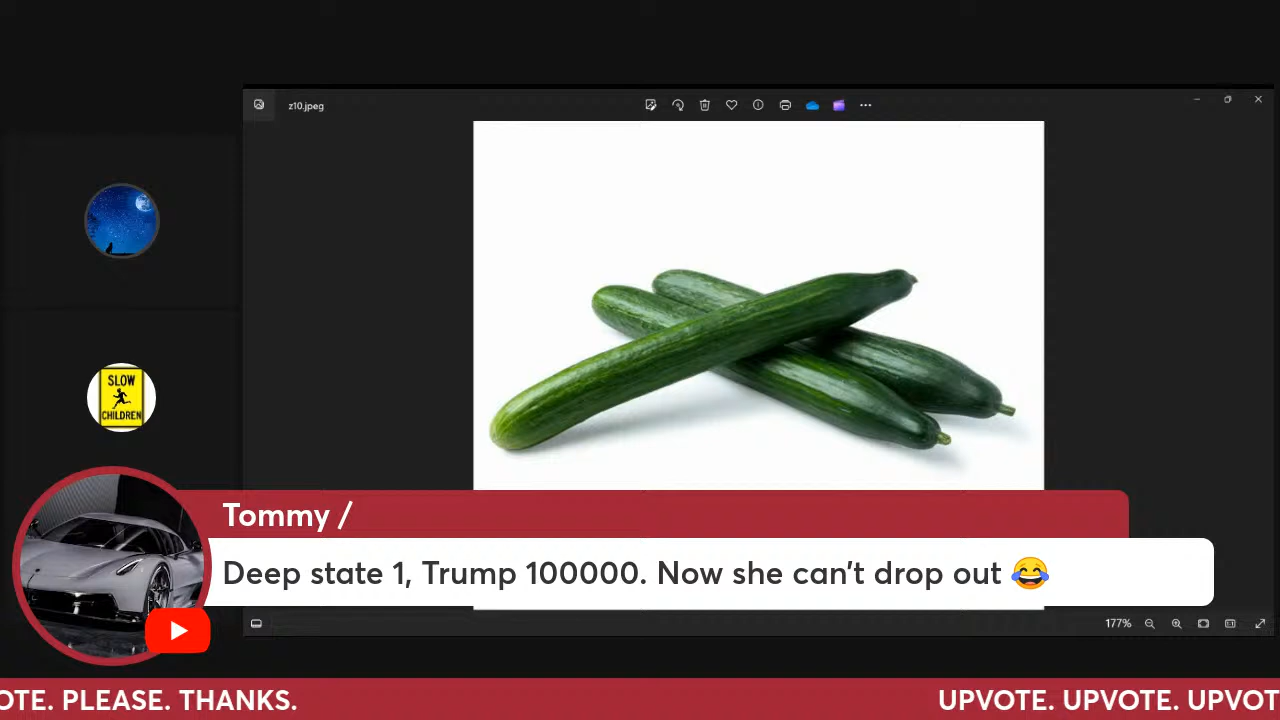 z10.jpeg
SLOW
CHILDREN
Tommy /
Deep state 1, Trump 100000. Now she can't drop out 😂
177%
OTE. PLEASE. THANKS.
UPVOTE. UPVOTE. UPVOT